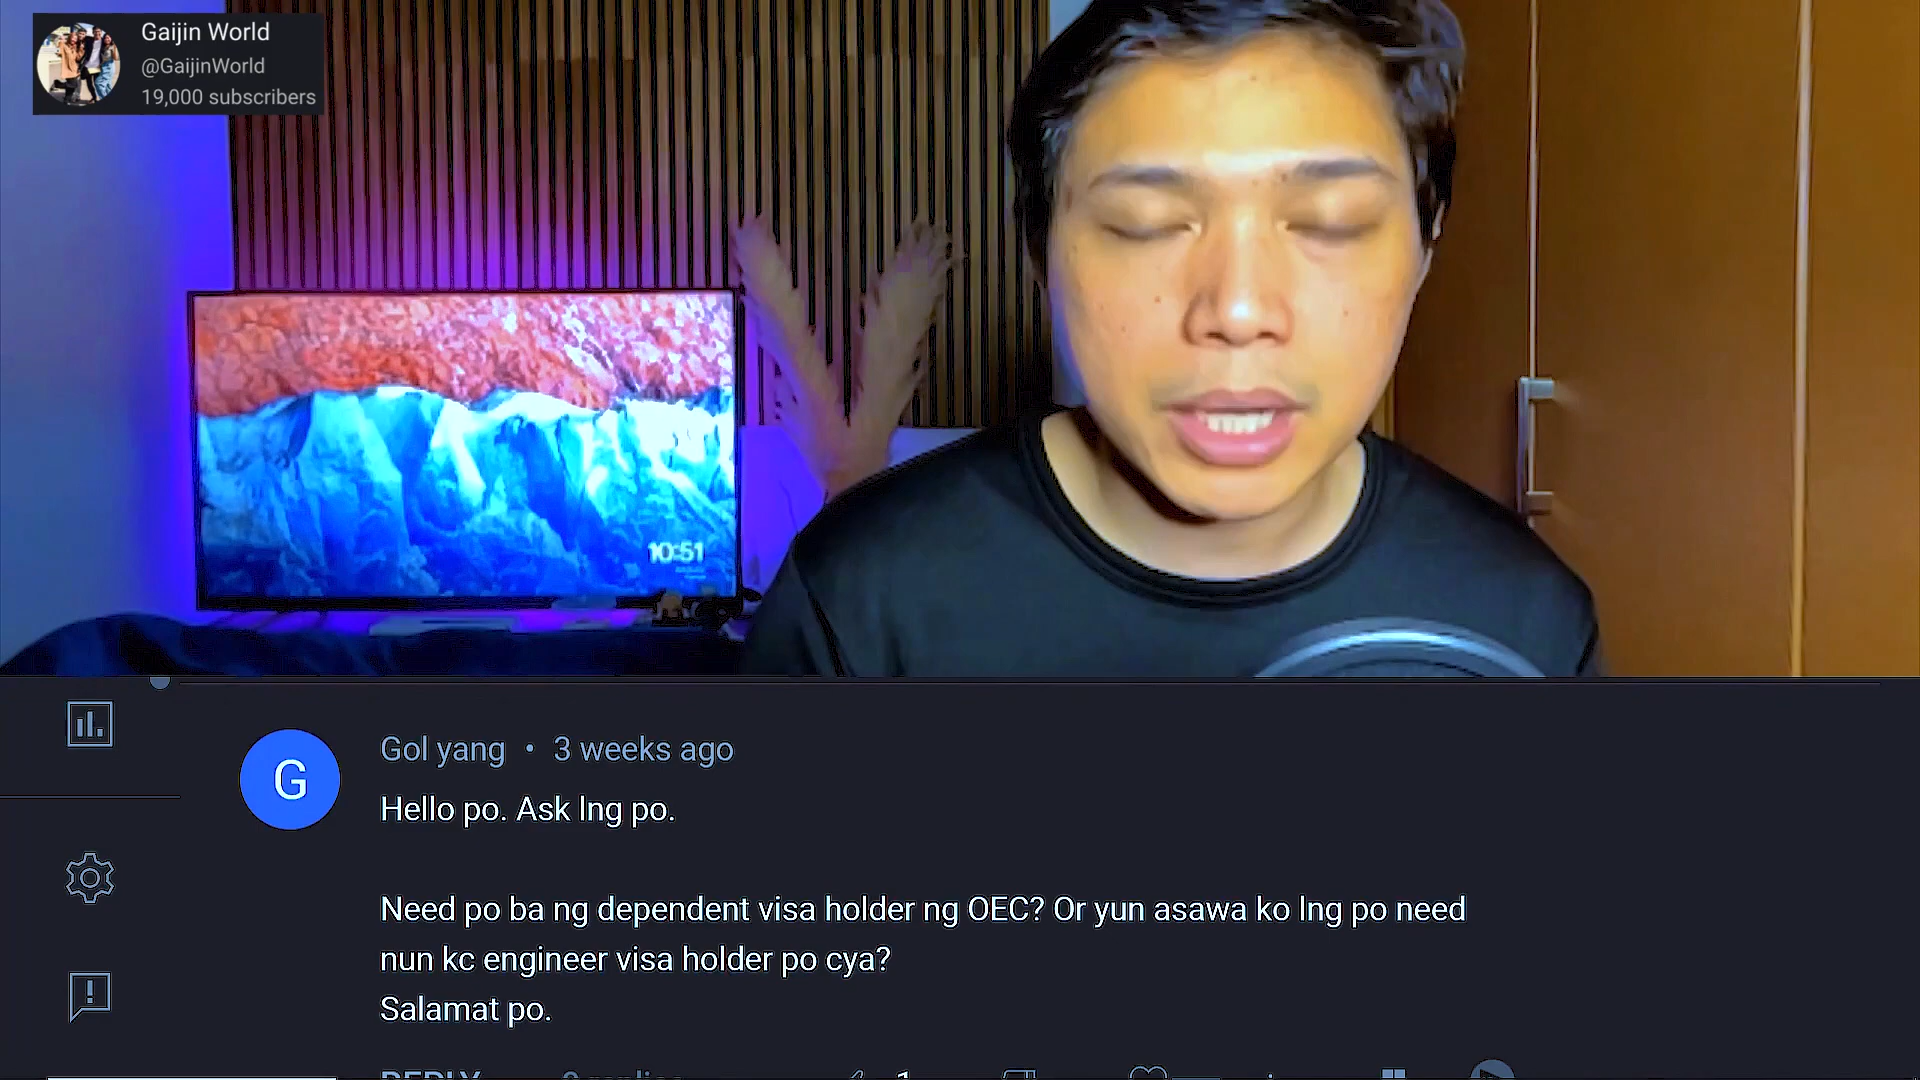 Gaijin World
@GaijinWorld
19,000 subscribers
10:51
G
Gol yang • 3 weeks ago
Hello po. Ask lng po.
Need po ba ng dependent visa holder ng OEC? Or yun asawa ko lng po need
nun kc engineer visa holder po cya?
Salamat po.
REPLY
1